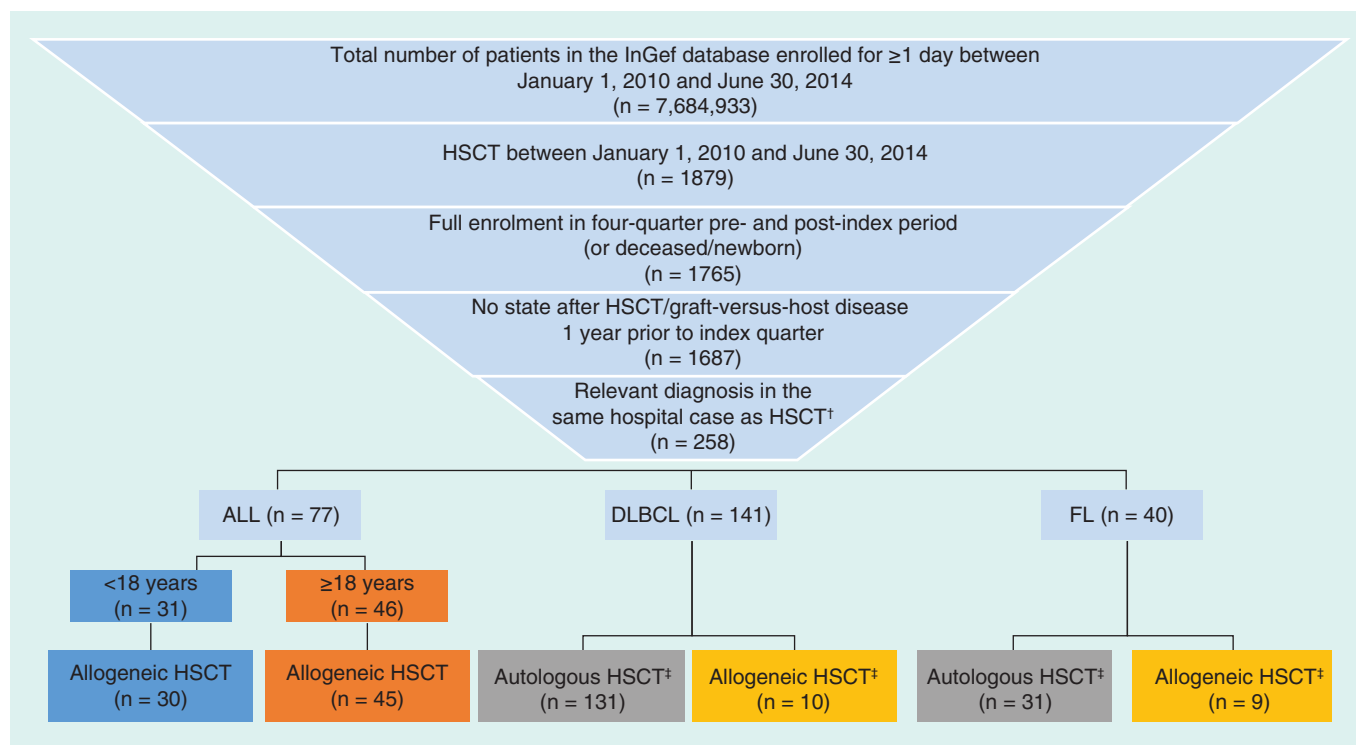 Total number of patients in the InGef database enrolled for ≥1 day between
January 1, 2010 and June 30, 2014
(n = 7,684,933)
HSCT between January 1, 2010 and June 30, 2014
(n = 1879)
Full enrolment in four-quarter pre- and post-index period
(or deceased/newborn)
(n = 1765)
No state after HSCT/graft-versus-host disease
1 year prior to index quarter
(n = 1687)
Relevant diagnosis in the
same hospital case as HSCT†
(n = 258)
ALL (n = 77)
DLBCL (n = 141)
FL (n = 40)
<18 years
(n = 31)
≥18 years
(n = 46)
Allogeneic HSCT
(n = 30)
Allogeneic HSCT
(n = 45)
Autologous HSCT‡
(n = 131)
Allogeneic HSCT‡
(n = 10)
Autologous HSCT‡
(n = 31)
Allogeneic HSCT‡
(n = 9)